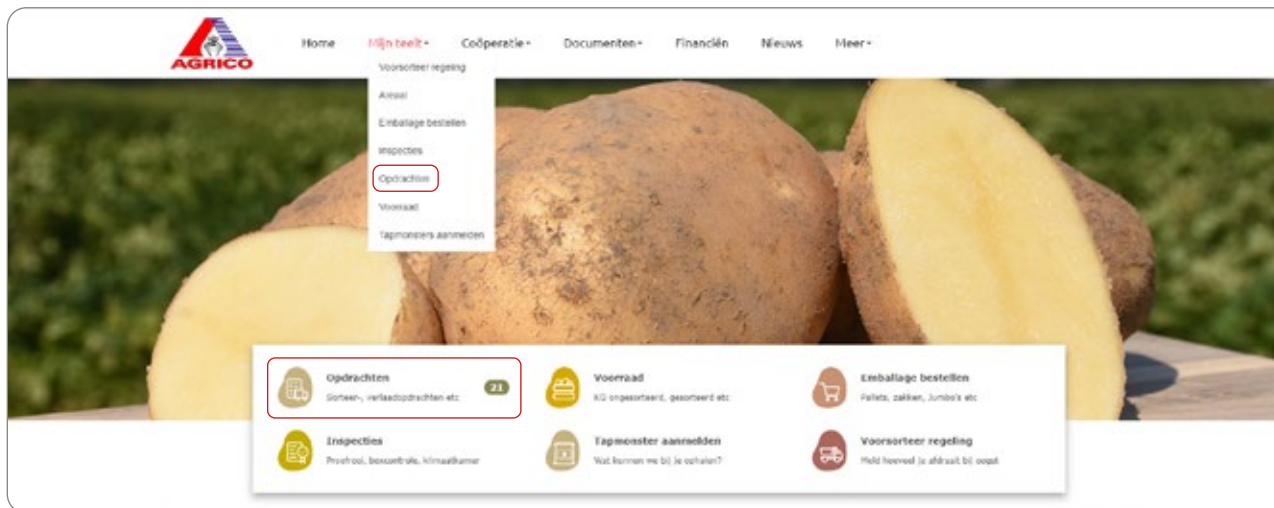 AGRICO
Home Mijn teelt Coöperatie Documenten Financiën Nieuws Meer
Voorsorteer regeling
Areaal
Emballage bestellen
Inspecties
Opdrachten
Voorraad
Tapmonsters aanmelden
Opdrachten
Sorteer-, verlaadopdrachten etc
21
Voorraad
KG ongesorteerd, gesorteerd etc
Emballage bestellen
Pallets, zakken, Jumbo's etc
Inspecties
Proefrooi, boxcontrole, klimaatkamer
Tapmonster aanmelden
Wat kunnen we bij je ophalen?
Voorsorteer regeling
Meld hoeveel je afdraait bij oogst